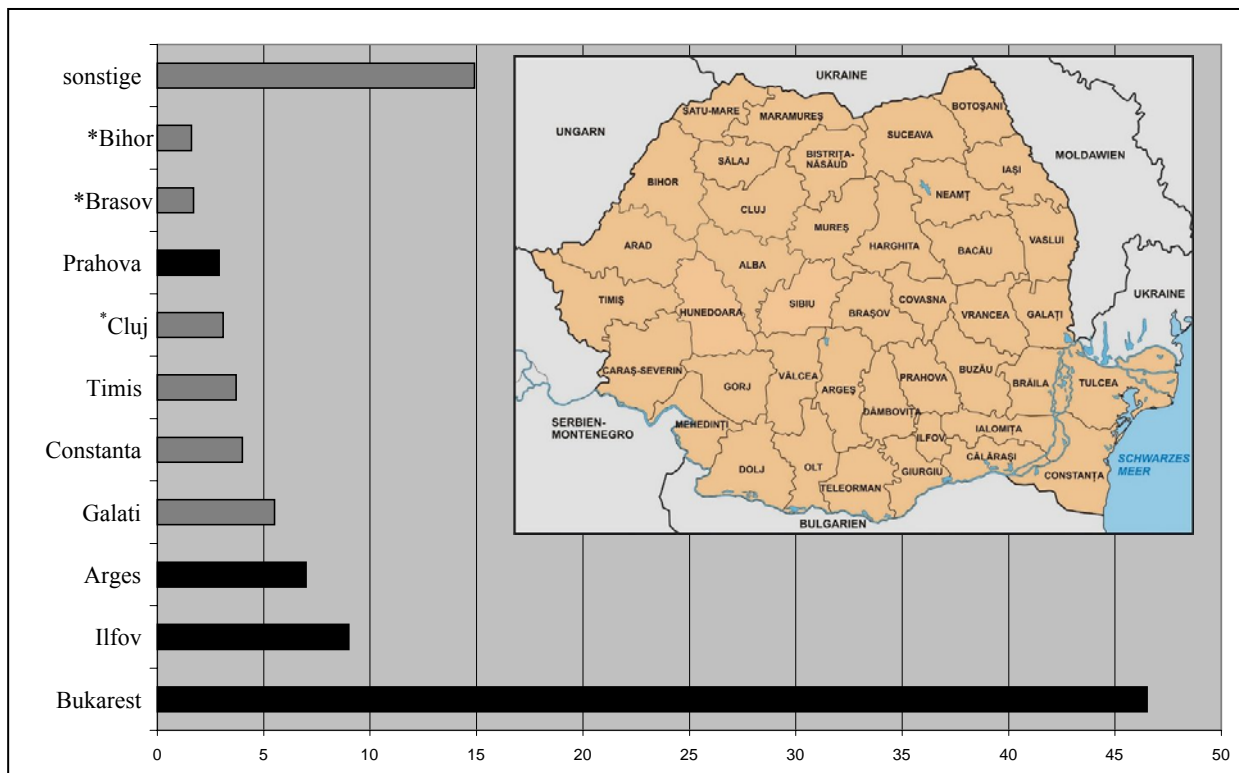 sonstige
*Bihor
*Brasov
Prahova
*Cluj
Timis
Constanta
Galati
Arges
Ilfov
Bukarest
0 5 10 15 20 25 30 35 40 45 50
UKRAINE
UNGARN
MOLDAWIEN
UKRAINE
SERBIEN-
MONTENEGRO
BULGARIEN
SCHWARZES
MEER
SATU-MARE
MARAMUREŞ
SUCEAVA
BOTOŞANI
SĂLAJ
BISTRIŢA-
NĂSĂUD
IAŞI
BIHOR
CLUJ
NEAMŢ
MUREŞ
HARGHITA
BACĂU
VASLUI
ARAD
ALBA
TIMIŞ
HUNEDOARA
SIBIU
BRAŞOV
COVASNA
VRANCEA
GALAŢI
CARAŞ-SEVERIN
GORJ
VÂLCEA
ARGEŞ
PRAHOVA
BUZĂU
BRĂILA
TULCEA
DÂMBOVIŢA
MEHEDINŢI
ILFOV
IALOMIŢA
CĂLĂRAŞI
DOLJ
OLT
GIURGIU
CONSTANŢA
TELEORMAN